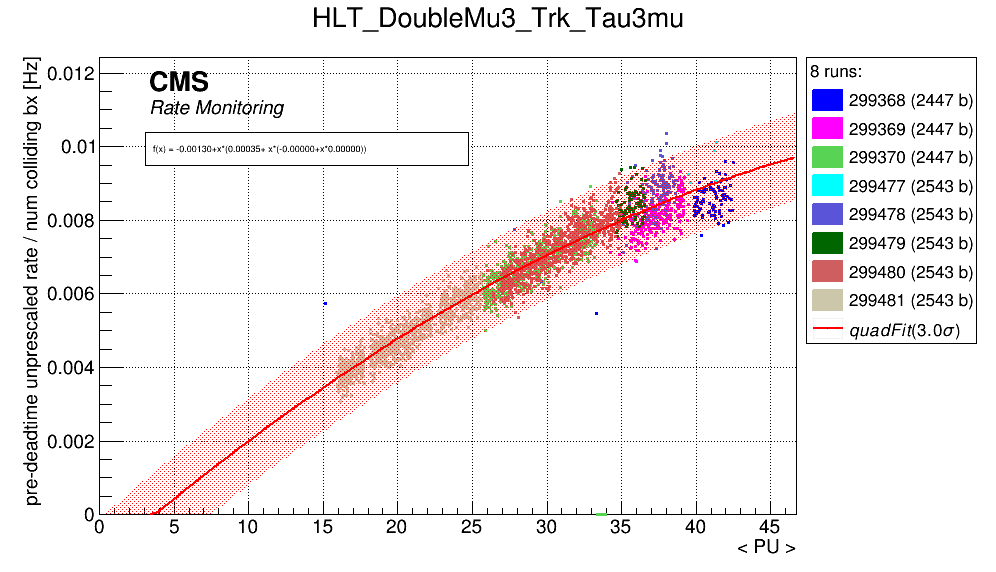 HLT_DoubleMu3_Trk_Tau3mu
pre-deadtime unprescaled rate / num colliding bx [Hz]
0.012
0.01
0.008
0.006
0.004
0.002
0
CMS
Rate Monitoring
f(x) = -0.00130+x*(0.00035+ x*(-0.00000+x*0.00000))
0 5 10 15 20 25 30 35 40 45
< PU >
8 runs:
299368 (2447 b)
299369 (2447 b)
299370 (2447 b)
299477 (2543 b)
299478 (2543 b)
299479 (2543 b)
299480 (2543 b)
299481 (2543 b)
quadFit(3.0σ)